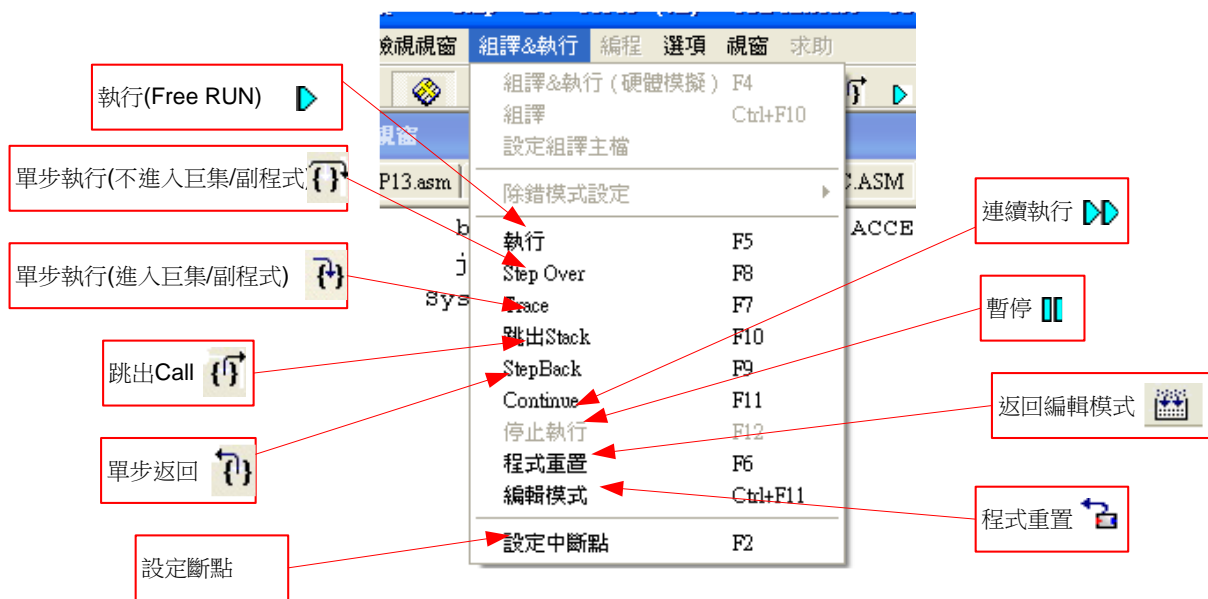 檢視視窗 組譯&執行 編程 選項 視窗 求助
組譯&執行(硬體模擬) F4
組譯 Ctrl+F10
設定組譯主檔
視窗
P13.asm
C.ASM
除錯模式設定
ACCE
執行 F5
Step Over F8
Sys
Trace F7
跳出Stack F10
StepBack F9
Continue F11
停止執行 F12
程式重置 F6
編輯模式 Ctrl+F11
設定中斷點 F2
執行(Free RUN)
單步執行(不進入巨集/副程式)
單步執行(進入巨集/副程式)
跳出Call
單步返回
設定斷點
連續執行
暫停
返回編輯模式
程式重置